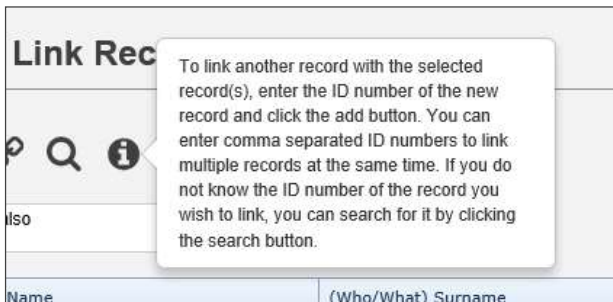 Link Rec
To link another record with the selected
record(s), enter the ID number of the new
record and click the add button. You can
enter comma separated ID numbers to link
multiple records at the same time. If you do
not know the ID number of the record you
wish to link, you can search for it by clicking
the search button.
also
Name
(Who/What) Surname